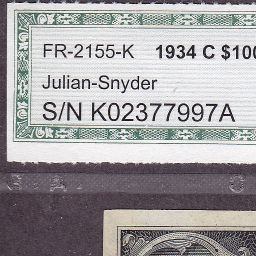 FR-2155-K 1934 C $100
Julian-Snyder
S/N K02377997A